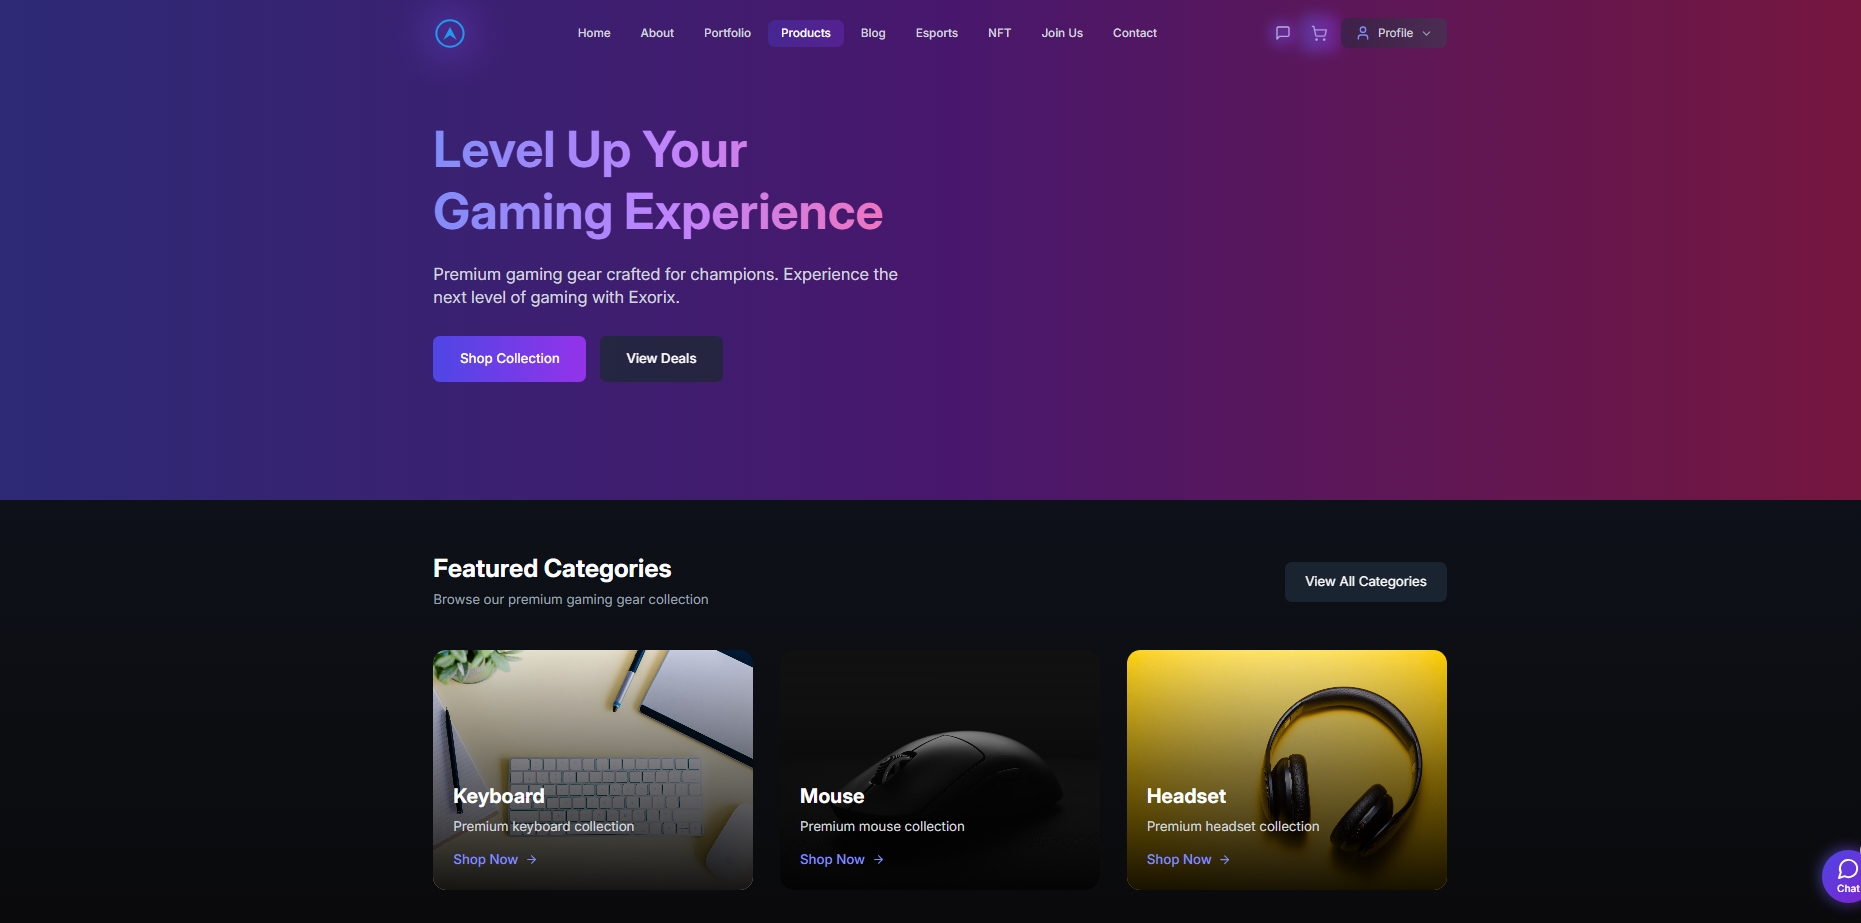 Home
About
Portfolio
Products
Blog
Esports
NFT
Join Us
Contact
Profile
Level Up Your
Gaming Experience
Premium gaming gear crafted for champions. Experience the
next level of gaming with Exorix.
Shop Collection
View Deals
Featured Categories
Browse our premium gaming gear collection
View All Categories
Keyboard
Premium keyboard collection
Shop Now
Mouse
Premium mouse collection
Shop Now
Headset
Premium headset collection
Shop Now
Chat